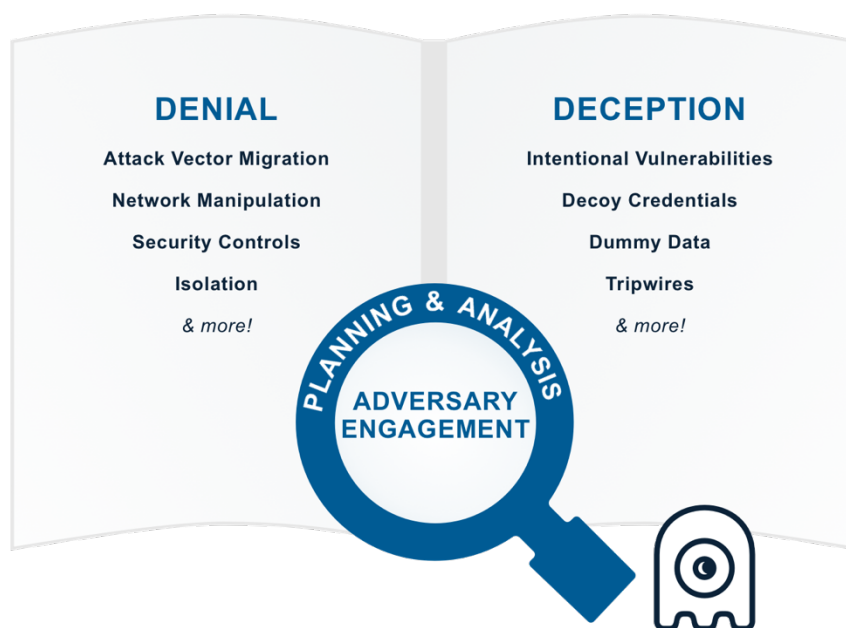 DENIAL
Attack Vector Migration
Network Manipulation
Security Controls
Isolation
& more!
DECEPTION
Intentional Vulnerabilities
Decoy Credentials
Dummy Data
Tripwires
& more!
PLANNING & ANALYSIS
ADVERSARY
ENGAGEMENT